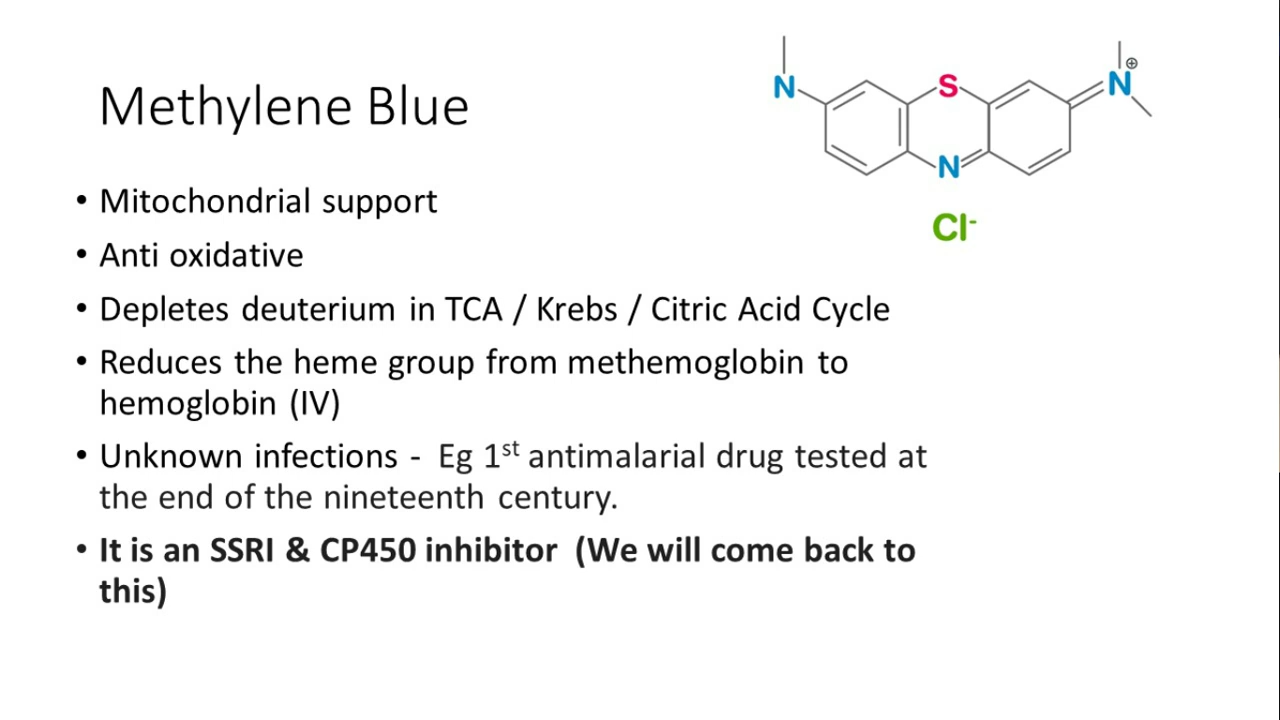 Methylene Blue
N
S
N⊕
N
Cl-
• Mitochondrial support
• Anti oxidative
• Depletes deuterium in TCA / Krebs / Citric Acid Cycle
• Reduces the heme group from methemoglobin to
hemoglobin (IV)
• Unknown infections - Eg 1st antimalarial drug tested at
the end of the nineteenth century.
• It is an SSRI & CP450 inhibitor (We will come back to
this)